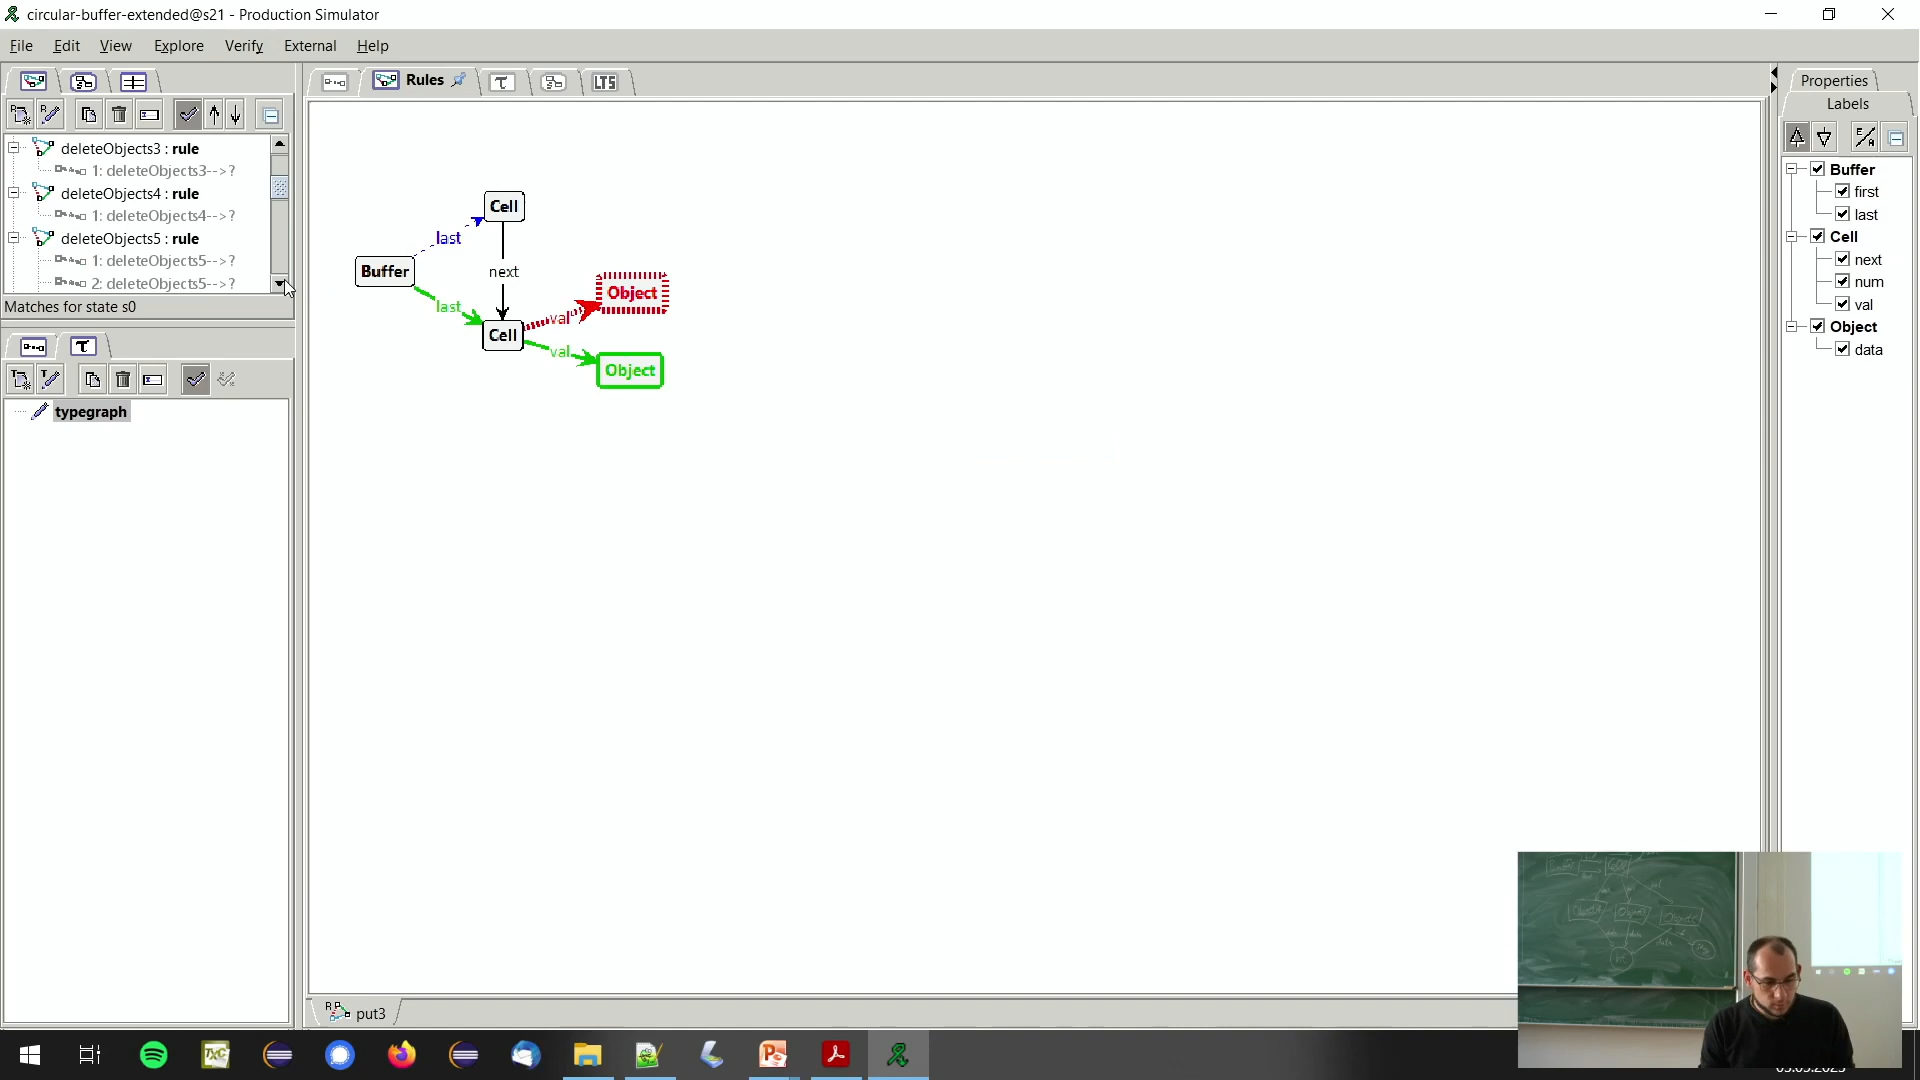 circular-buffer-extended@s21 - Production Simulator
File Edit View Explore Verify External Help
Rules
LTS
deleteObjects3 : rule
1: deleteObjects3-->?
deleteObjects4 : rule
1: deleteObjects4-->?
deleteObjects5 : rule
1: deleteObjects5-->?
2: deleteObjects5-->?
Matches for state s0
typegraph
Cell
last
Buffer
next
Object
last
val
Cell
val
Object
put3
Properties
Labels
Buffer
first
last
Cell
next
num
val
Object
data